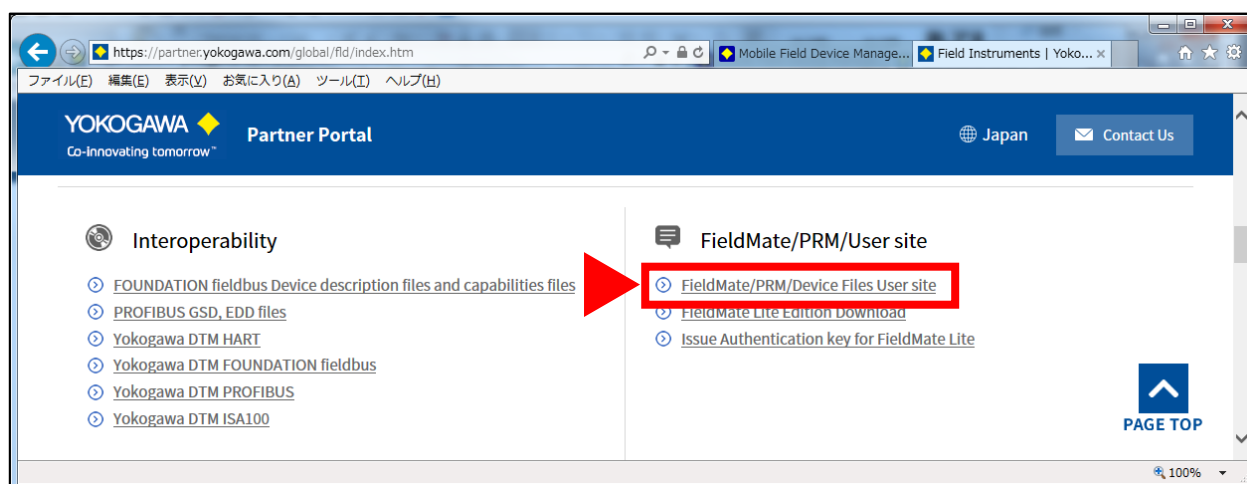 https://partner.yokogawa.com/global/fld/index.htm
Mobile Field Device Manage...
Field Instruments | Yoko...
ファイル(F) 編集(E) 表示(V) お気に入り(A) ツール(T) ヘルプ(H)
YOKOGAWA
Co-innovating tomorrow™
Partner Portal
Japan
Contact Us
Interoperability
FOUNDATION fieldbus Device description files and capabilities files
PROFIBUS GSD, EDD files
Yokogawa DTM HART
Yokogawa DTM FOUNDATION fieldbus
Yokogawa DTM PROFIBUS
Yokogawa DTM ISA100
FieldMate/PRM/User site
FieldMate/PRM/Device Files User site
FieldMate Lite Edition Download
Issue Authentication key for FieldMate Lite
PAGE TOP
100%